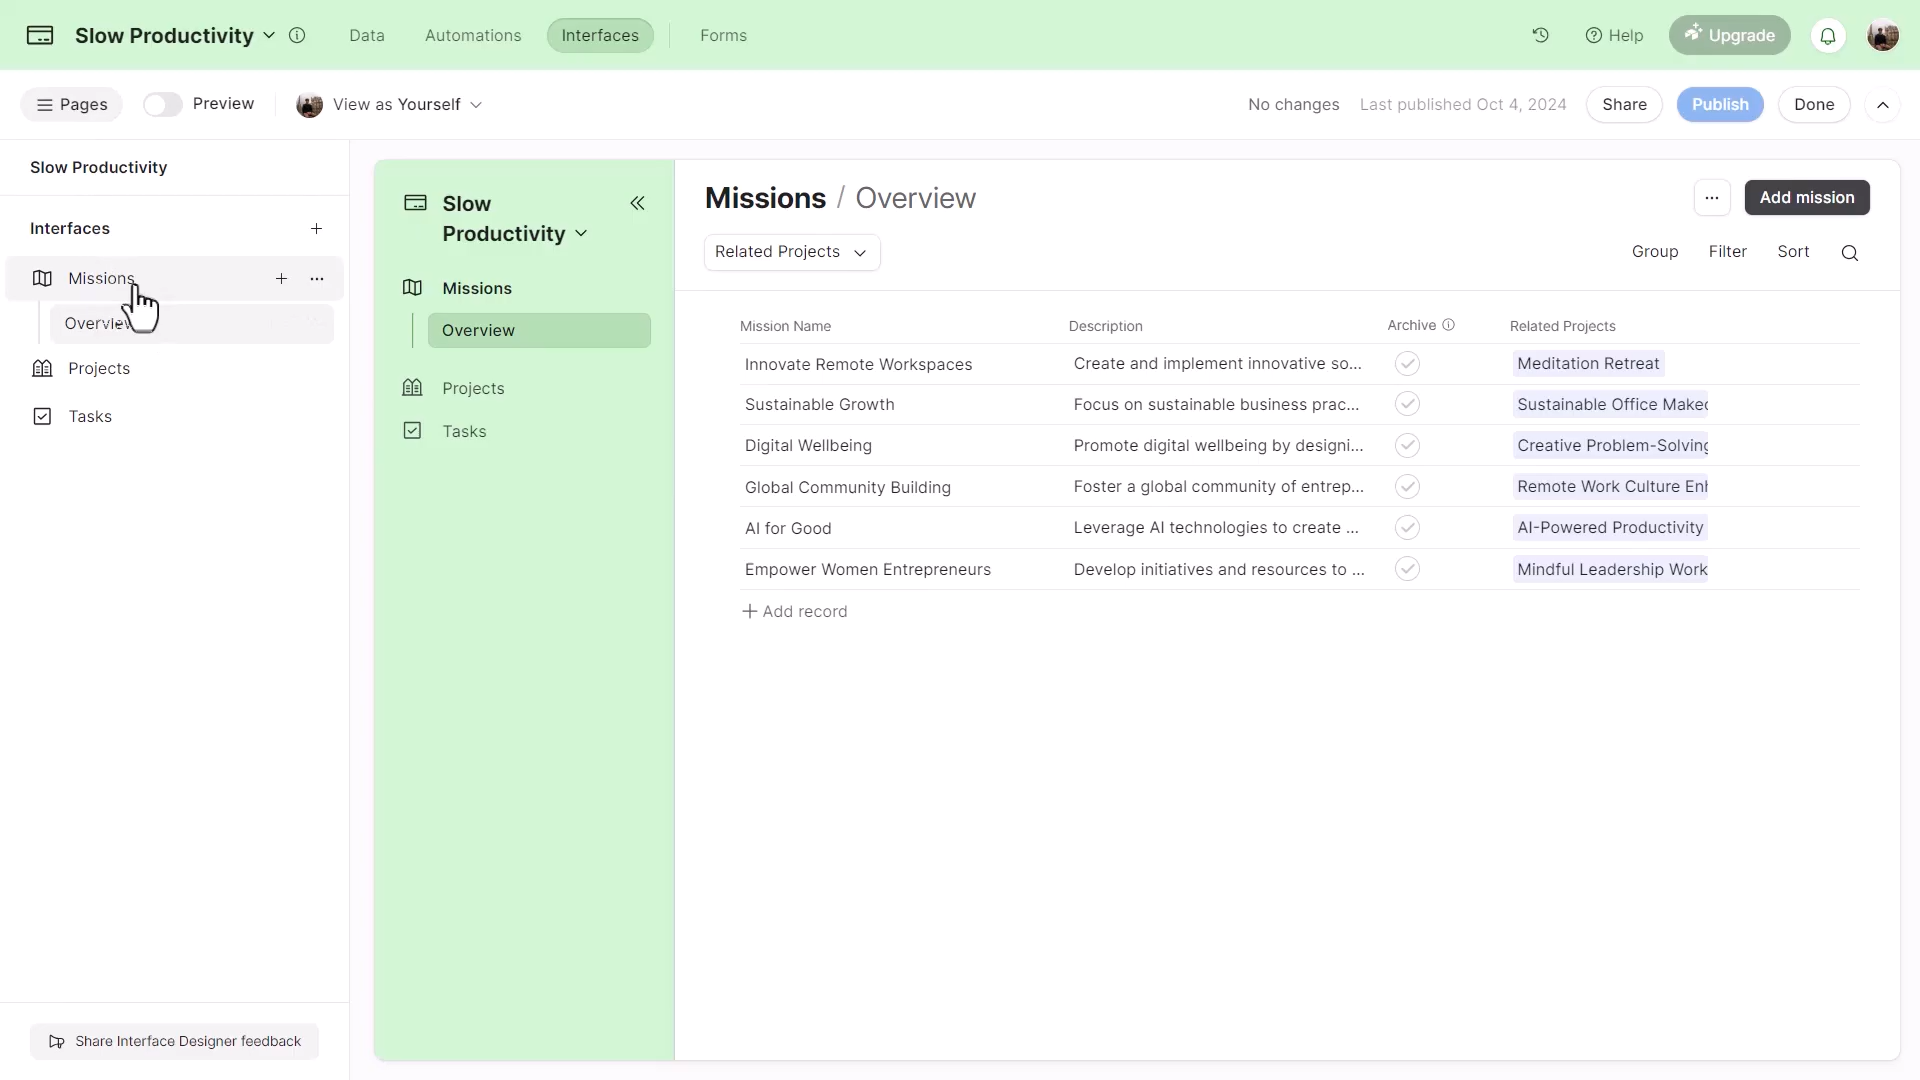 Slow Productivity
Data
Automations
Interfaces
Forms
Help
Upgrade
Pages
Preview
View as Yourself
No changes
Last published Oct 4, 2024
Share
Publish
Done
Slow Productivity
Interfaces
Missions
Overview
Projects
Tasks
Share Interface Designer feedback
Slow
Productivity
Missions
Overview
Projects
Tasks
Missions / Overview
Add mission
Related Projects
Group
Filter
Sort
Mission Name Description Archive Related Projects
Innovate Remote Workspaces Create and implement innovative so... Meditation Retreat
Sustainable Growth Focus on sustainable business prac... Sustainable Office Make
Digital Wellbeing Promote digital wellbeing by designi... Creative Problem-Solving
Global Community Building Foster a global community of entrep... Remote Work Culture En
AI for Good Leverage AI technologies to create ... AI-Powered Productivity
Empower Women Entrepreneurs Develop initiatives and resources to ... Mindful Leadership Work
Add record